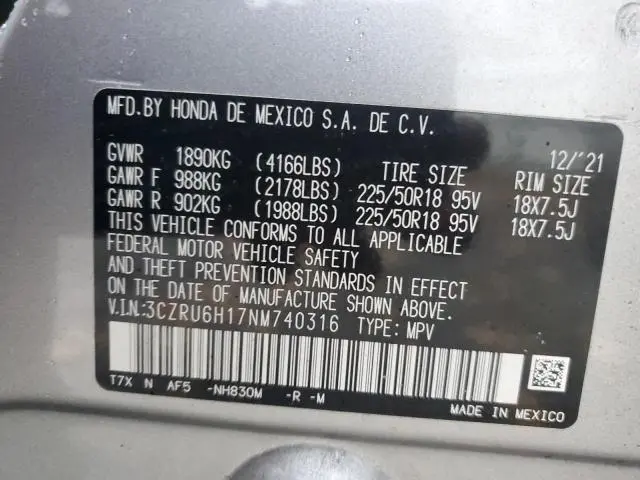 MFD.BY HONDA DE MEXICO S.A. DE C.V.
12/'21
GVWR 1890KG (4166LBS) TIRE SIZE RIM SIZE
GAWR F 988KG (2178LBS) 225/50R18 95V 18X7.5J
GAWR R 902KG (1988LBS) 225/50R18 95V 18X7.5J
THIS VEHICLE CONFORMS TO ALL APPLICABLE
FEDERAL MOTOR VEHICLE SAFETY
AND THEFT PREVENTION STANDARDS IN EFFECT
ON THE DATE OF MANUFACTURE SHOWN ABOVE.
V.I.N.:3CZRU6H17NM740316 TYPE: MPV
T7X N AF5 -NH830M -R -M
MADE IN MEXICO